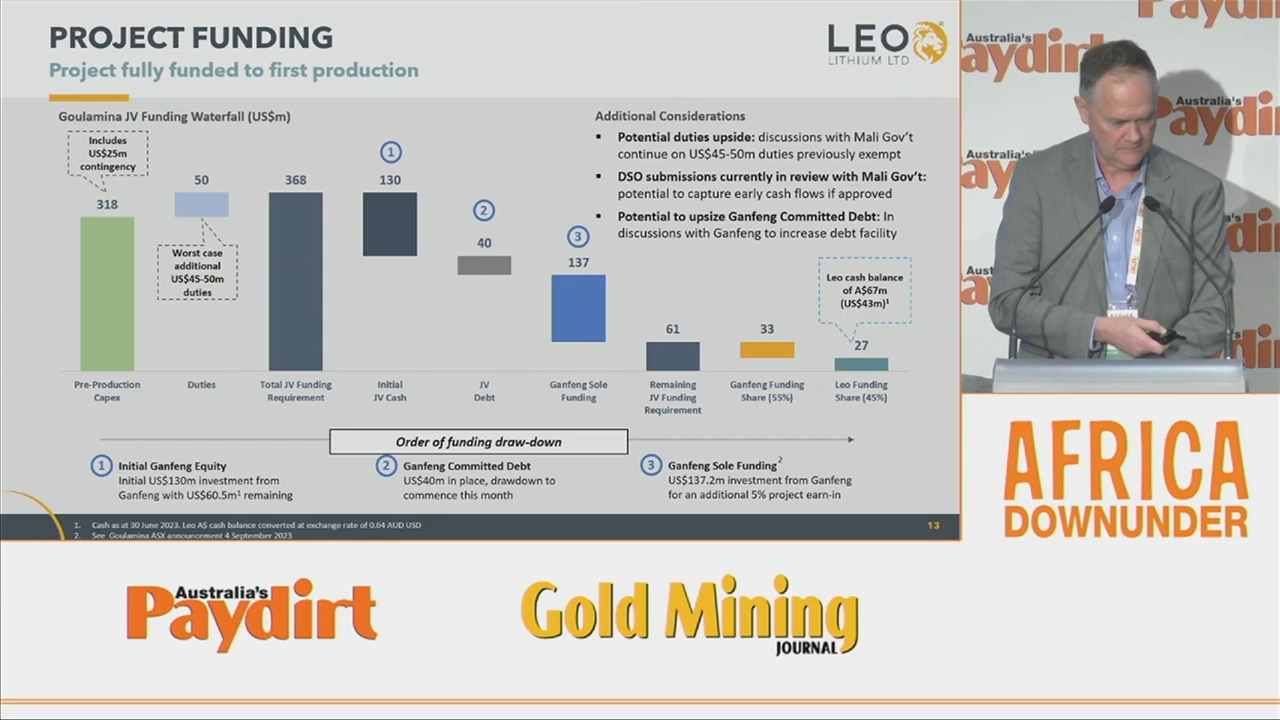 PROJECT FUNDING
Project fully funded to first production
LEO
LITHIUM LTD
Goulamina JV Funding Waterfall (US$m)
Includes
US$25m
contingency
318
50
Worst case
additional
US$45-50m
duties
368
1
130
2
40
3
137
61
33
Leo cash balance
of A$67m
(US$43m)1
27
Pre-Production
Capex
Duties
Total JV Funding
Requirement
Initial
JV Cash
JV
Debt
Ganfeng Sole
Funding
Remaining
JV Funding
Requirement
Ganfeng Funding
Share (55%)
Leo Funding
Share (45%)
Additional Considerations
▪ Potential duties upside: discussions with Mali Gov't
continue on US$45-50m duties previously exempt
▪ DSO submissions currently in review with Mali Gov't:
potential to capture early cash flows if approved
▪ Potential to upsize Ganfeng Committed Debt: In
discussions with Ganfeng to increase debt facility
Order of funding draw-down
1 Initial Ganfeng Equity
Initial US$130m investment from
Ganfeng with US$60.5m1 remaining
2 Ganfeng Committed Debt
US$40m in place, drawdown to
commence this month
3 Ganfeng Sole Funding2
US$137.2m investment from Ganfeng
for an additional 5% project earn-in
1. Cash as at 30 June 2023. Leo A$ cash balance converted at exchange rate of 0.64 AUD USD
2. See Goulamina ASX announcement 4 September 2023
13
Australia's
Paydirt
AFRICA
DOWNUNDER
Australia's
Paydirt
Gold Mining
JOURNAL